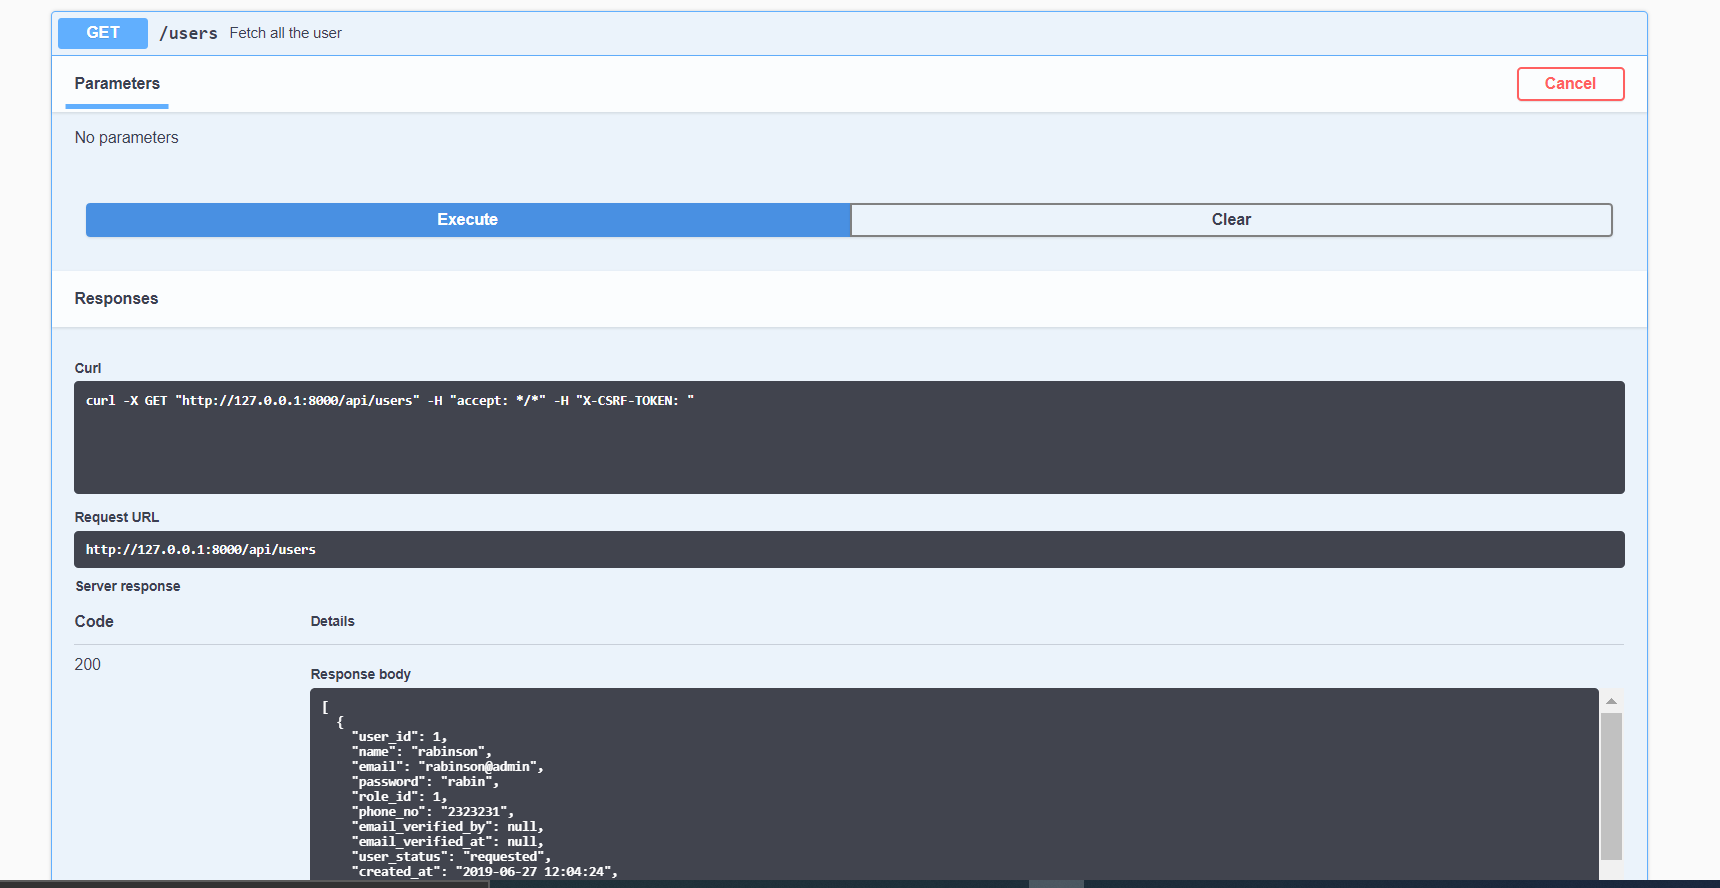 GET /users Fetch all the user
Parameters
Cancel
No parameters
Execute
Clear
Responses
Curl
curl -X GET "http://127.0.0.1:8000/api/users" -H "accept: */*" -H "X-CSRF-TOKEN: "
Request URL
http://127.0.0.1:8000/api/users
Server response
Code Details
200
Response body
[
  {
    "user_id": 1,
    "name": "rabinson",
    "email": "rabinson@admin",
    "password": "rabin",
    "role_id": 1,
    "phone_no": "2323231",
    "email_verified_by": null,
    "email_verified_at": null,
    "user_status": "requested",
    "created_at": "2019-06-27 12:04:24",